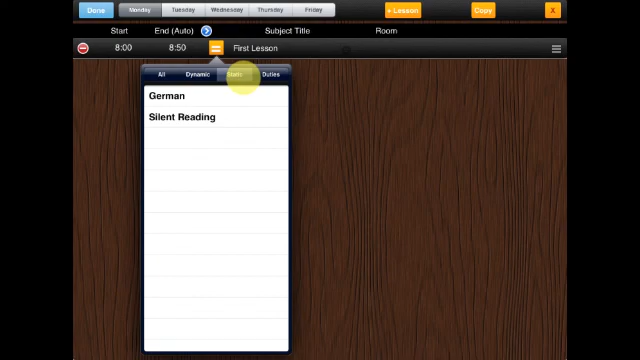 Done Monday Tuesday Wednesday Thursday Friday + Lesson Copy X
Start End (Auto) Subject Title Room
8:00 8:50 First Lesson
All Dynamic Static Duties
German
Silent Reading